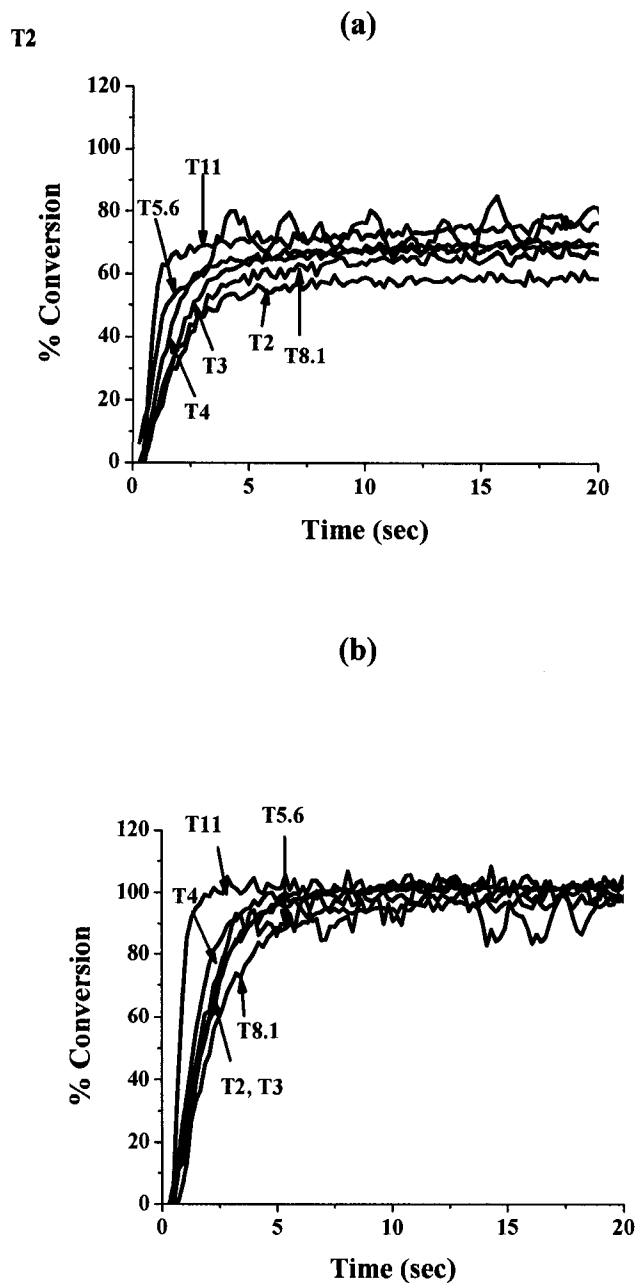 T2
(a)
120
100
80
60
40
20
0
% Conversion
T11
T5.6
T3
T4
T2
T8.1
0 5 10 15 20
Time (sec)
(b)
120
100
80
60
40
20
0
% Conversion
T11
T5.6
T4
T8.1
T2, T3
0 5 10 15 20
Time (sec)